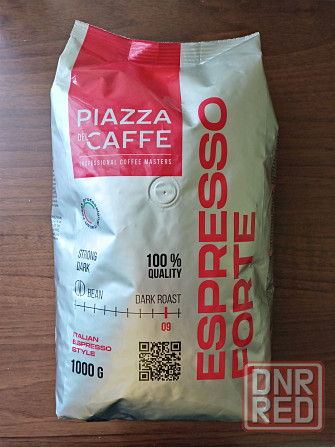 PIAZZA
DEL CAFFE
PROFESSIONAL COFFEE MASTERS
STRONG
DARK
100 %
QUALITY
BEAN
DARK ROAST
09
ITALIAN
ESPRESSO
STYLE
1000 G
ESPRESSO
FORTE
DNR
RED